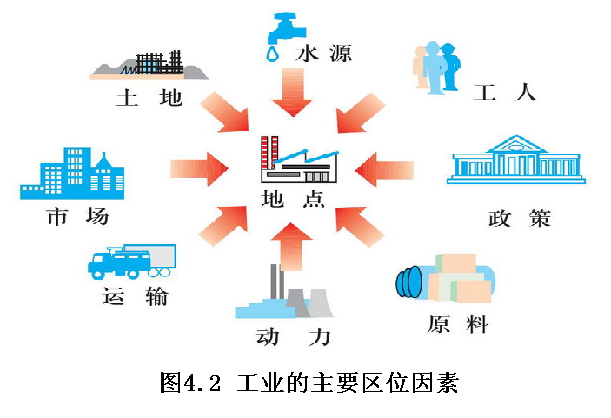 水源
土地
工人
市场
地点
政策
运输
动力
原料
图4.2 工业的主要区位因素